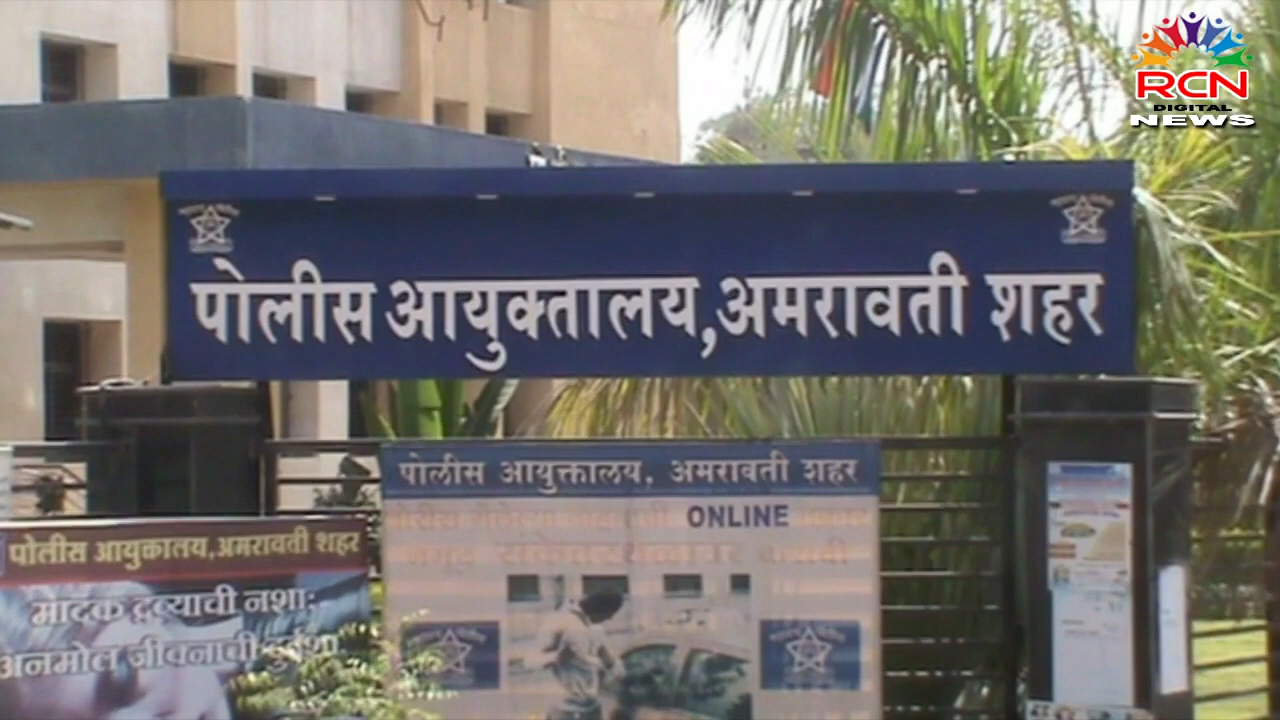 RCN
DIGITAL
NEWS
पोलीस आयुक्तालय,अमरावती शहर
पोलीस आयुक्तालय, अमरावती शहर
ONLINE
पोलीस आयुकालय,अमरावती शहर
मादक द्रव्याची नशा:
अनमोल जीवनाची दुर्दशा